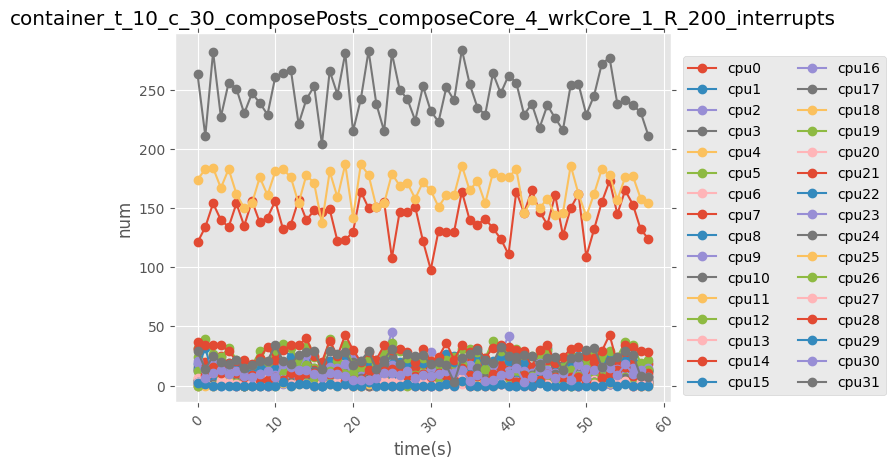 container_t_10_c_30_composePosts_composeCore_4_wrkCore_1_R_200_interrupts
num
250
200
150
100
50
0
0
10
20
30
40
50
60
time(s)
cpu0
cpu1
cpu2
cpu3
cpu4
cpu5
cpu6
cpu7
cpu8
cpu9
cpu10
cpu11
cpu12
cpu13
cpu14
cpu15
cpu16
cpu17
cpu18
cpu19
cpu20
cpu21
cpu22
cpu23
cpu24
cpu25
cpu26
cpu27
cpu28
cpu29
cpu30
cpu31